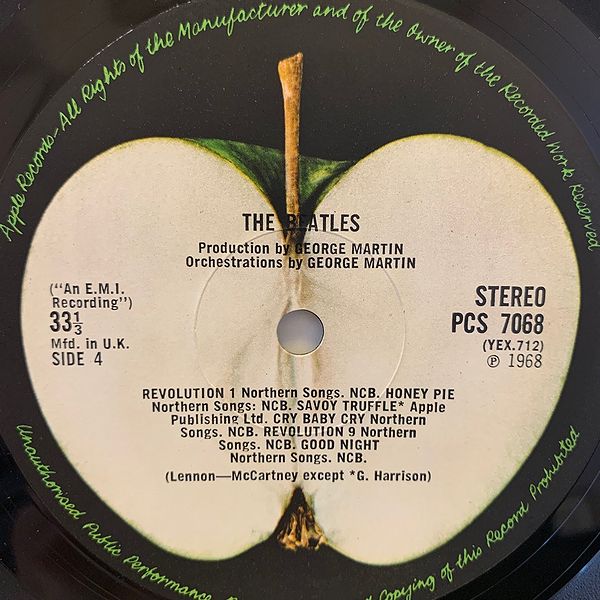 Apple Records-All Rights of the Manufacturer and of the Owner of the Recorded Work Reserved
THE BEATLES
Production by GEORGE MARTIN
Orchestrations by GEORGE MARTIN
("An E.M.I.
Recording")
33⅓
Mfd. in U.K.
SIDE 4
STEREO
PCS 7068
(YEX.712)
℗ 1968
REVOLUTION 1 Northern Songs. NCB. HONEY PIE
Northern Songs: NCB. SAVOY TRUFFLE* Apple
Publishing Ltd. CRY BABY CRY Northern
Songs. NCB. REVOLUTION 9 Northern
Songs. NCB. GOOD NIGHT
Northern Songs. NCB.
(Lennon—McCartney except *G. Harrison)
Unauthorised Public Performance Copying of this Record Prohibited